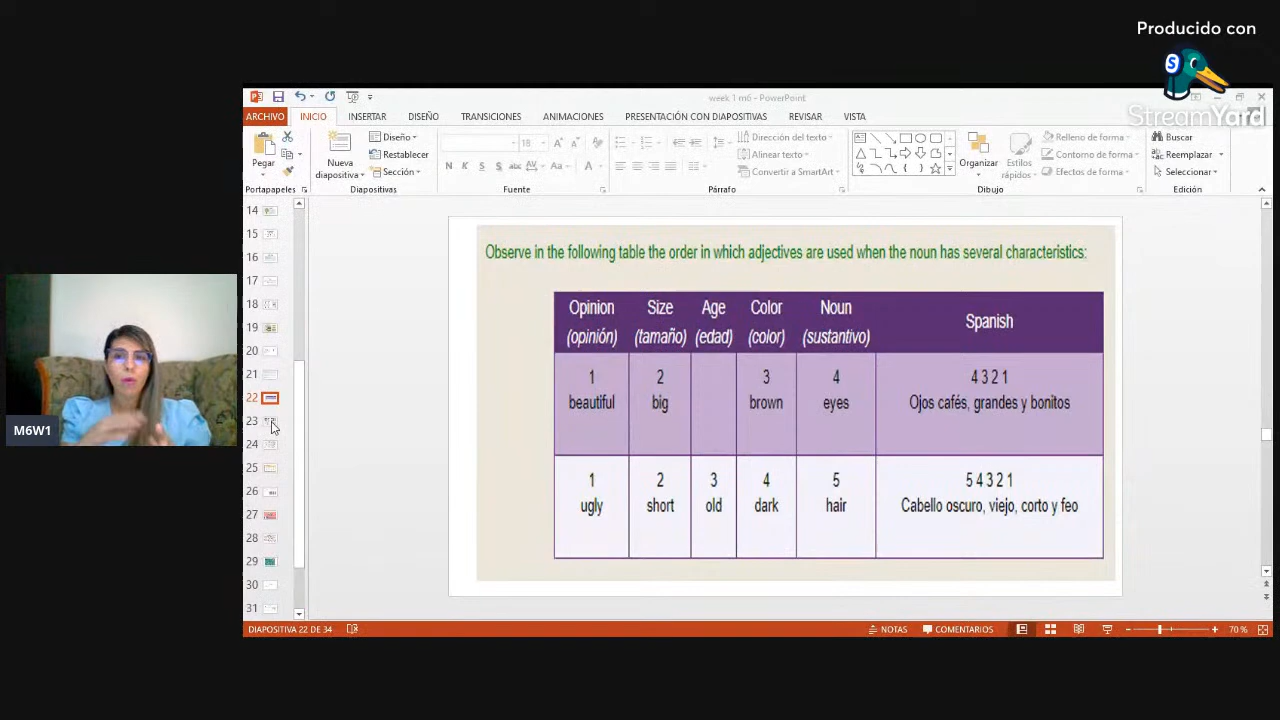 Producido con
StreamYard
week 1 m6 - PowerPoint
ARCHIVO INICIO INSERTAR DISEÑO TRANSICIONES ANIMACIONES PRESENTACIÓN CON DIAPOSITIVAS REVISAR VISTA
Pegar
Portapapeles
Nueva
diapositiva
Diseño
Restablecer
Sección
Diapositivas
18
N K S
Aa
A
Fuente
Dirección del texto
Alinear texto
Convertir a SmartArt
Párrafo
Organizar
Estilos
rápidos
Relleno de forma
Contorno de forma
Efectos de forma
Dibujo
Buscar
Reemplazar
Seleccionar
Edición
14
15
16
17
18
19
20
21
22
23
24
25
26
27
28
29
30
31
M6W1
Observe in the following table the order in which adjectives are used when the noun has several characteristics:
Opinion Size Age Color Noun Spanish
(opinión) (tamaño) (edad) (color) (sustantivo)
1 2 3 4 4 3 2 1
beautiful big brown eyes Ojos cafés, grandes y bonitos
1 2 3 4 5 5 4 3 2 1
ugly short old dark hair Cabello oscuro, viejo, corto y feo
DIAPOSITIVA 22 DE 34 NOTAS COMENTARIOS 70 %